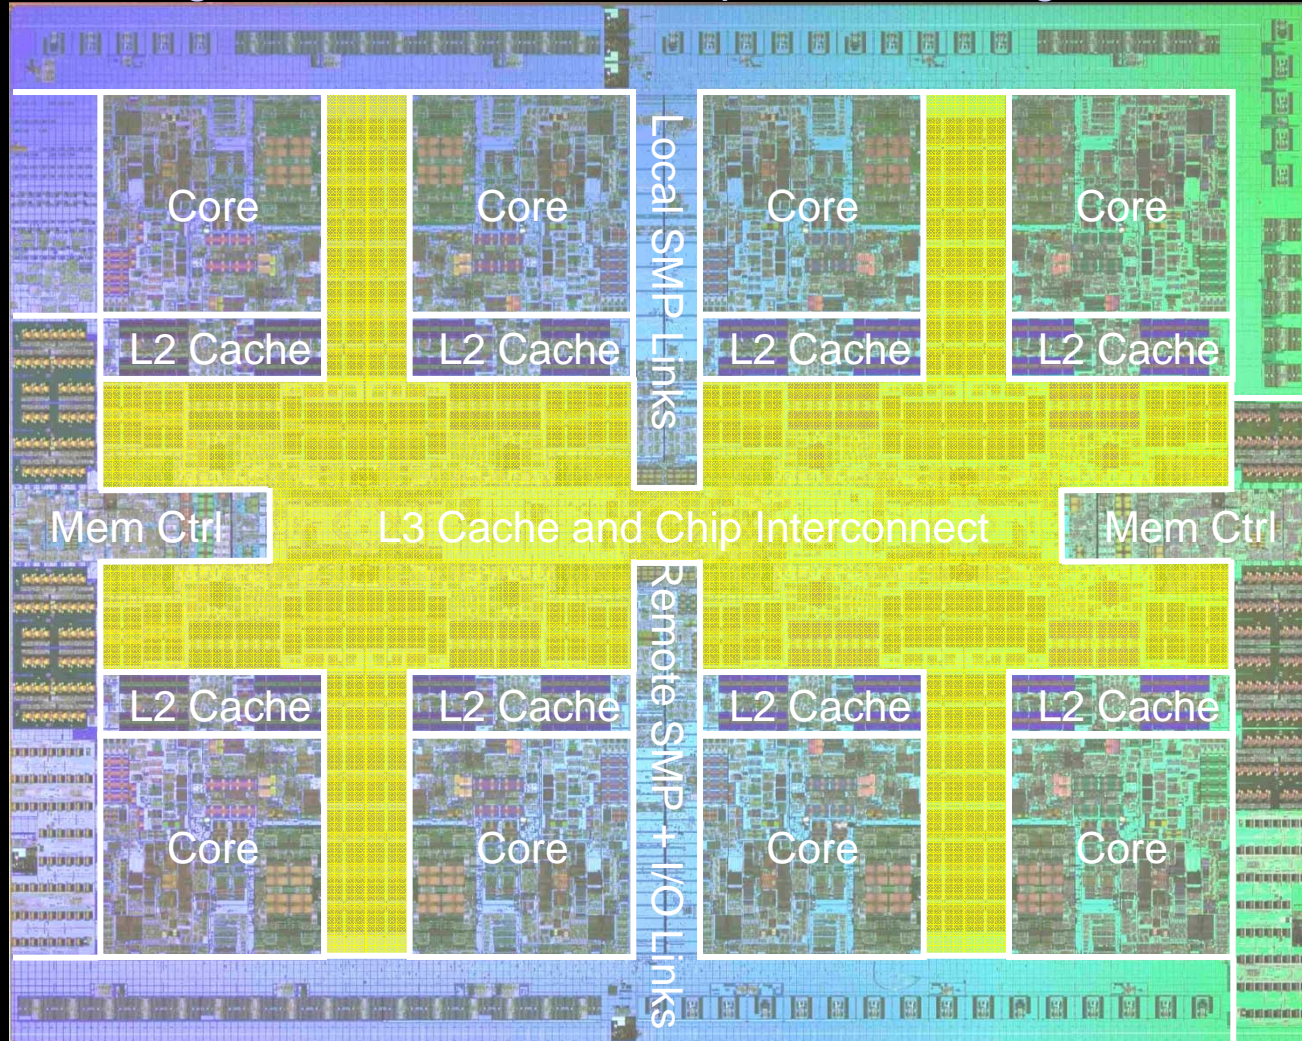 Core
Core
Core
Core
Local SMP Links
L2 Cache
L2 Cache
L2 Cache
L2 Cache
Mem Ctrl
L3 Cache and Chip Interconnect
Mem Ctrl
Remote SMP + I/O Links
L2 Cache
L2 Cache
L2 Cache
L2 Cache
Core
Core
Core
Core